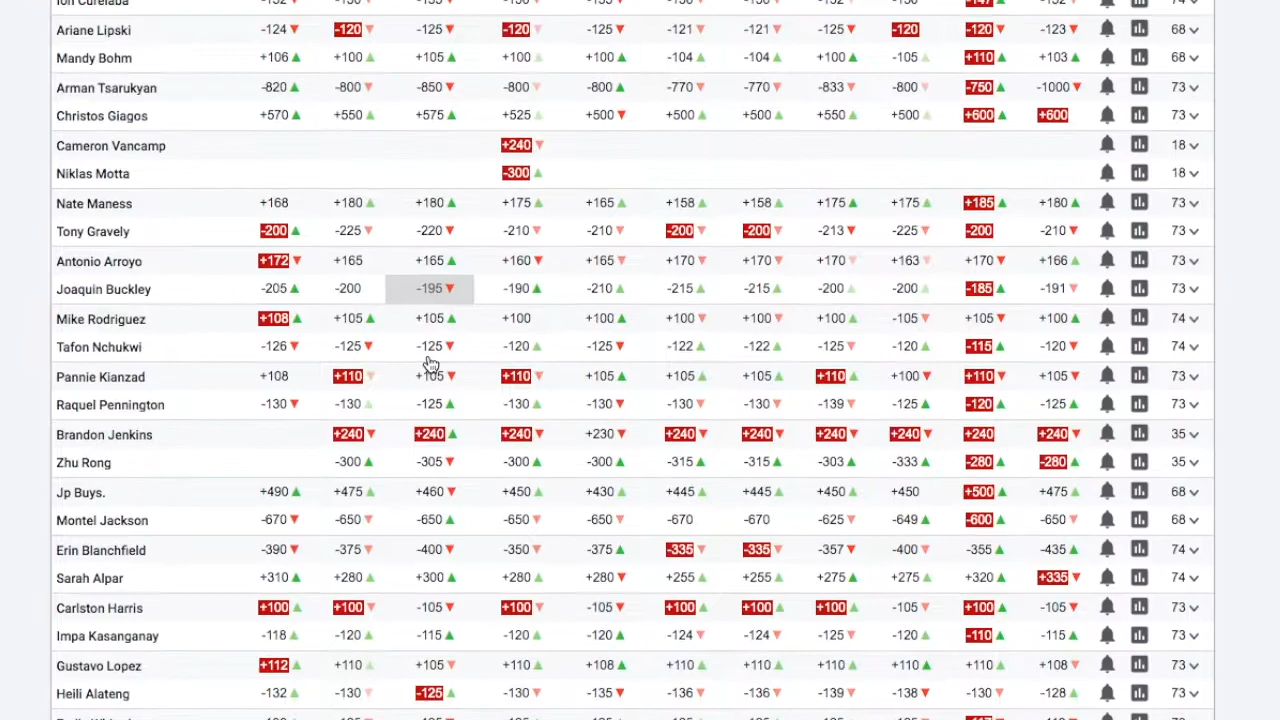 Ariane Lipski -124 -120 -125 -120 -125 -121 -121 -125 -120 -120 -123 68
Mandy Bohm +106 +100 +105 +100 +100 -104 -104 +100 -105 +110 +103 68
Arman Tsarukyan -800 -850 -800 -800 -770 -770 -833 -800 -750 -1000 73
Christos Giagos +570 +550 +575 +525 +500 +500 +500 +550 +500 +600 +600 73
Cameron Vancamp +240 18
Niklas Motta -300 18
Nate Maness +168 +180 +180 +175 +165 +158 +158 +175 +175 +185 +180 73
Tony Gravely -200 -225 -220 -210 -210 -200 -200 -213 -225 -200 -210 73
Antonio Arroyo +172 +165 +160 +165 +170 +170 +170 +163 +170 +166 73
Joaquin Buckley -205 -200 -190 -210 -215 -215 -200 -200 -185 -191 73
Mike Rodriguez +108 +105 +105 +100 +100 +100 +100 +100 -105 +105 +100 74
Tafon Nchukwi -126 -125 -125 -120 -125 -122 -122 -125 -120 -115 -120 74
Pannie Kianzad +108 +110 +105 +110 +105 +105 +105 +110 +100 +110 +105 73
Raquel Pennington -130 -130 -125 -130 -130 -130 -130 -139 -125 -120 -125 73
Brandon Jenkins +240 +240 +240 +230 +240 +240 +240 +240 +240 +240 35
Zhu Rong -300 -305 -300 -300 -315 -315 -303 -333 -280 -280 35
Jp Buys. +490 +475 +460 +450 +430 +445 +445 +450 +450 +500 +475 68
Montel Jackson -670 -650 -650 -650 -650 -670 -670 -625 -649 -600 -650 68
Erin Blanchfield -390 -375 -400 -350 -375 -335 -335 -357 -400 -355 -435 74
Sarah Alpar +310 +280 +300 +280 +280 +255 +255 +275 +275 +320 +335 74
Carlston Harris +100 +100 -105 +100 -105 +100 +100 +100 -105 +100 -105 73
Impa Kasanganay -118 -120 -115 -120 -120 -124 -124 -125 -120 -110 -115 73
Gustavo Lopez +112 +110 +105 +110 +108 +110 +110 +110 +110 +110 +108 73
Heili Alateng -132 -130 -125 -130 -135 -136 -136 -139 -138 -130 -128 73